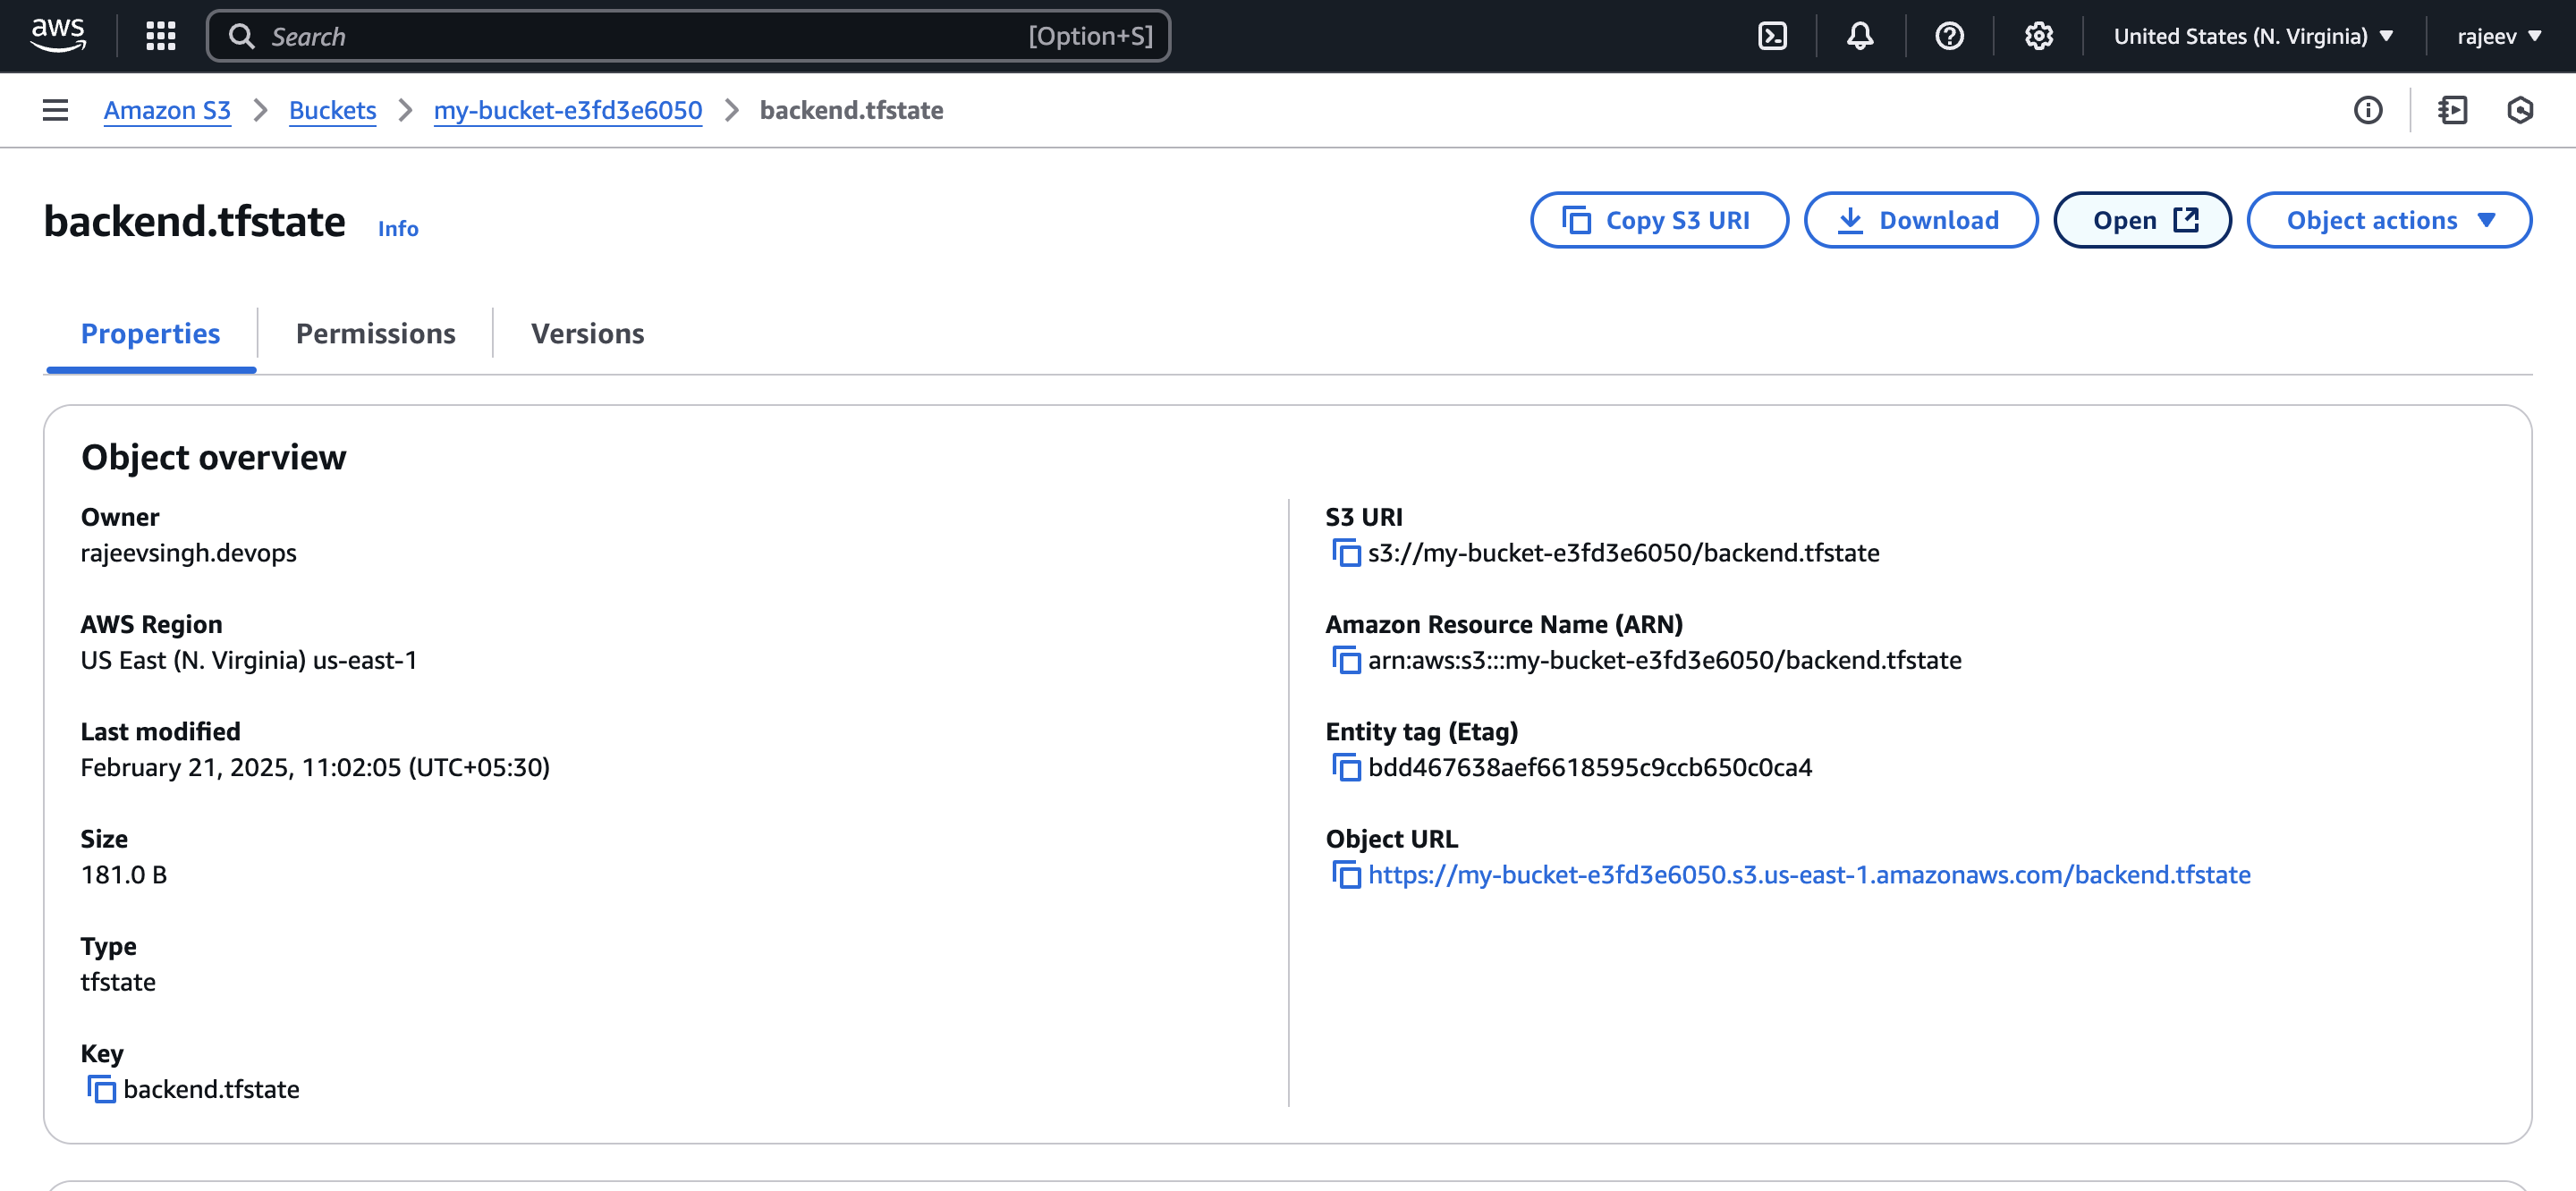 aws
Search [Option+S]
United States (N. Virginia)
rajeev
Amazon S3 > Buckets > my-bucket-e3fd3e6050 > backend.tfstate
backend.tfstate Info
Copy S3 URI
Download
Open
Object actions
Properties
Permissions
Versions
Object overview
Owner
rajeevsingh.devops
AWS Region
US East (N. Virginia) us-east-1
Last modified
February 21, 2025, 11:02:05 (UTC+05:30)
Size
181.0 B
Type
tfstate
Key
backend.tfstate
S3 URI
s3://my-bucket-e3fd3e6050/backend.tfstate
Amazon Resource Name (ARN)
arn:aws:s3:::my-bucket-e3fd3e6050/backend.tfstate
Entity tag (Etag)
bdd467638aef6618595c9ccb650c0ca4
Object URL
https://my-bucket-e3fd3e6050.s3.us-east-1.amazonaws.com/backend.tfstate